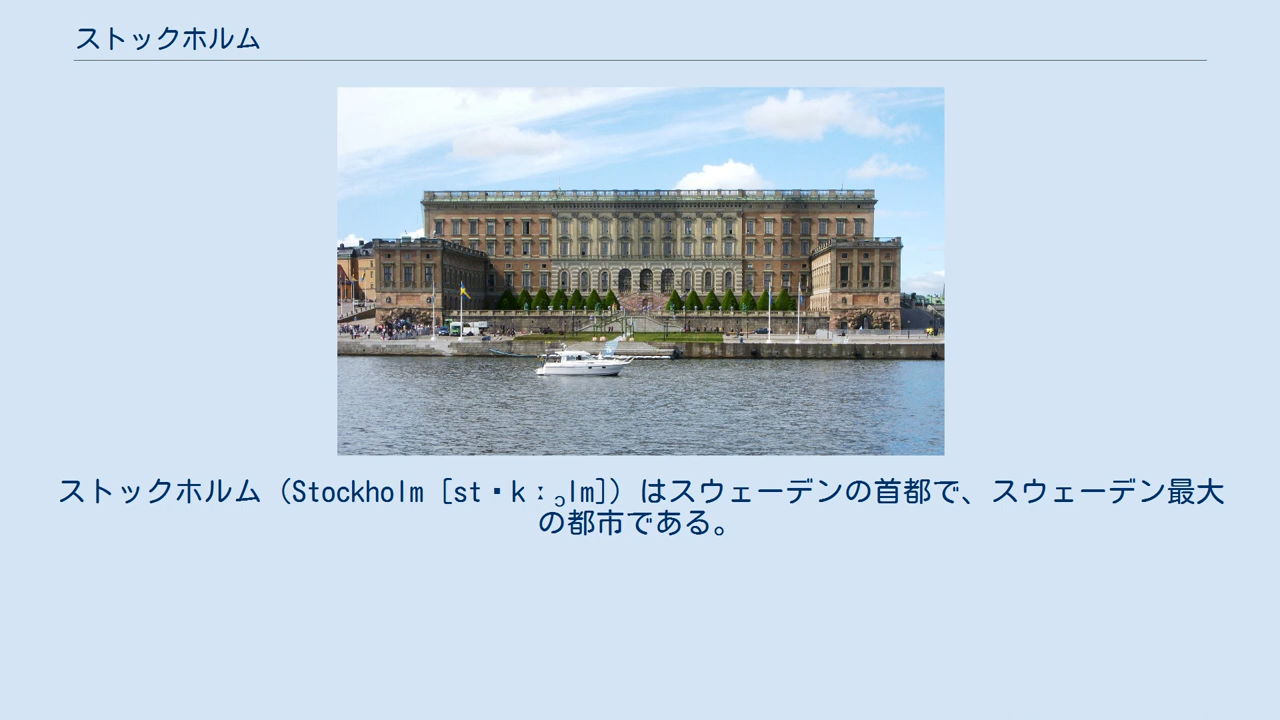 ストックホルム
ストックホルム（Stockholm [st▪kːɔlm]）はスウェーデンの首都で、スウェーデン最大
の都市である。